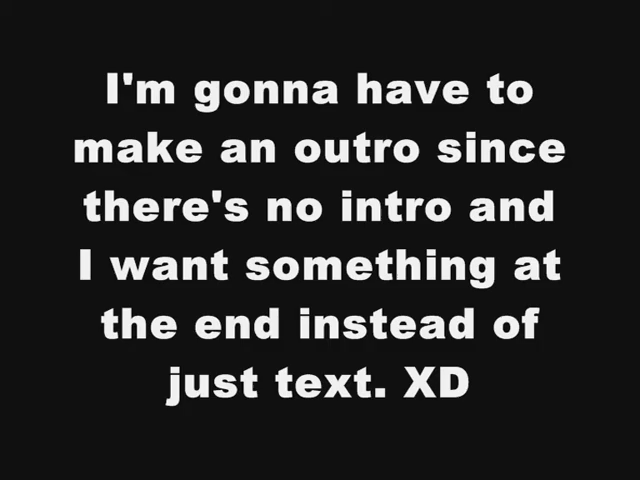 I'm gonna have to
make an outro since
there's no intro and
I want something at
the end instead of
just text. XD